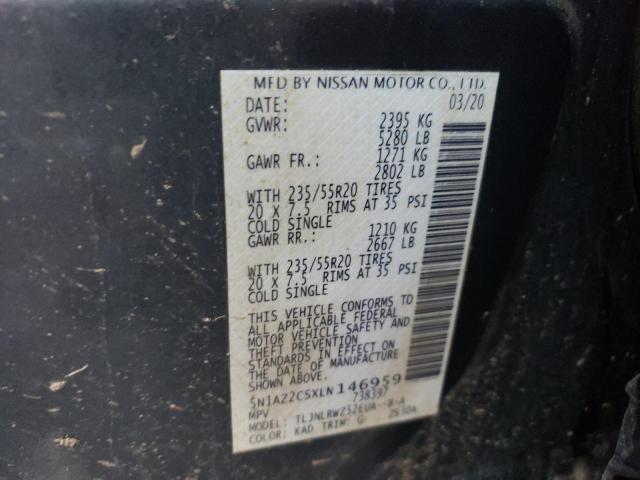 MFD BY NISSAN MOTOR CO., LTD.
DATE: 03/20
GVWR: 2395 KG
5280 LB
GAWR FR.: 1271 KG
2802 LB
WITH 235/55R20 TIRES
20 X 7.5 RIMS AT 35 PSI
COLD SINGLE
GAWR RR.: 1210 KG
2667 LB
WITH 235/55R20 TIRES
20 X 7.5 RIMS AT 35 PSI
COLD SINGLE
THIS VEHICLE CONFORMS TO
ALL APPLICABLE FEDERAL
MOTOR VEHICLE SAFETY AND
THEFT PREVENTION
STANDARDS IN EFFECT ON
THE DATE OF MANUFACTURE
SHOWN ABOVE.
5N1AZ2CSXLN146959
MPV 738397
MODEL: TLJNLRWZ52EUA--B-A
COLOR: KAD TRIM: G